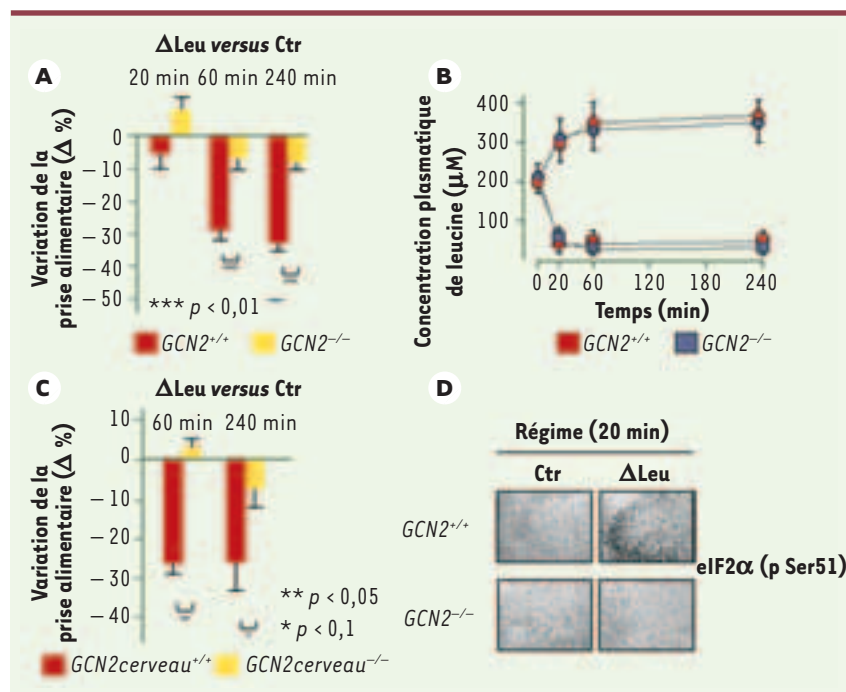 ΔLeu versus Ctr
A
20 min 60 min 240 min
Variation de la
prise alimentaire (Δ %)
0
– 10
– 20
– 30
– 40
– 50
*** p < 0,01
GCN2+/+ GCN2–/–
B
Concentration plasmatique
de leucine (µM)
400
300
200
100
0 20 60 120 180 240
Temps (min)
GCN2+/+ GCN2–/–
C
ΔLeu versus Ctr
60 min 240 min
Variation de la
prise alimentaire (Δ %)
10
0
– 10
– 20
– 30
– 40
** p < 0,05
* p < 0,1
GCN2cerveau+/+ GCN2cerveau–/–
D
Régime (20 min)
Ctr ΔLeu
GCN2+/+
eIF2α (p Ser51)
GCN2–/–